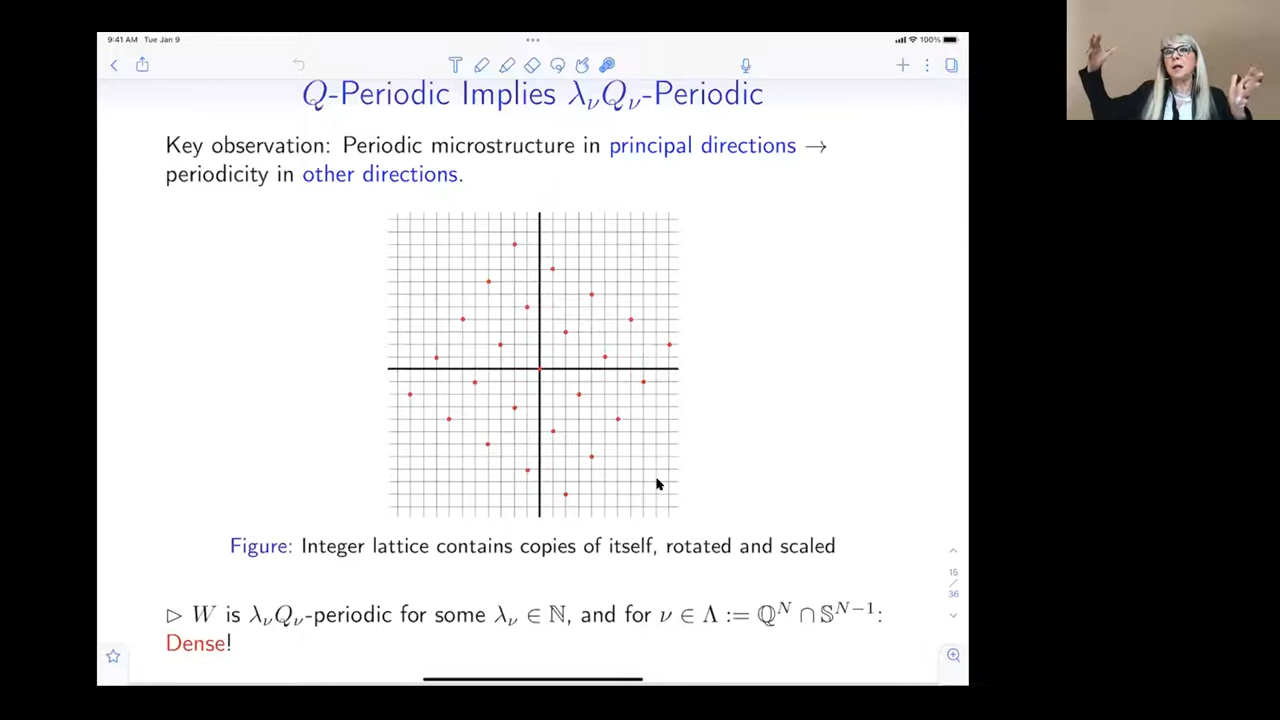 9:41 AM Tue Jan 9
100%
Q-Periodic Implies λ_νQ_ν-Periodic
Key observation: Periodic microstructure in principal directions →
periodicity in other directions.
Figure: Integer lattice contains copies of itself, rotated and scaled
▷ W is λ_νQ_ν-periodic for some λ_ν ∈ ℕ, and for ν ∈ Λ := ℚ^N ∩ 𝕊^{N−1}:
Dense!
15
/
36